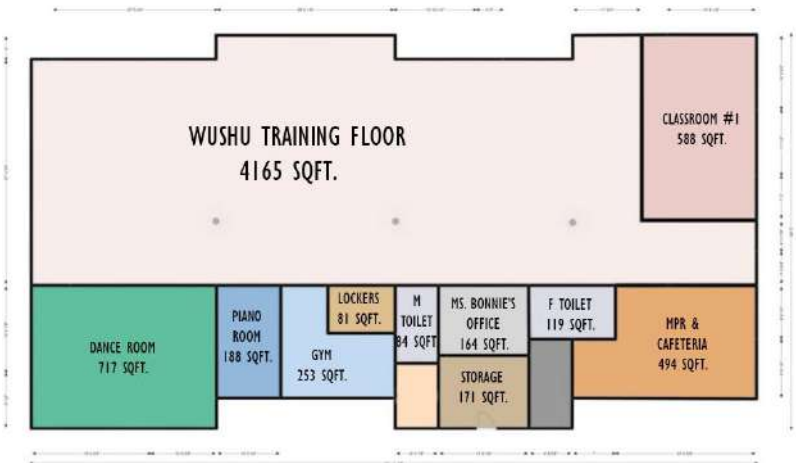 WUSHU TRAINING FLOOR
4165 SQFT.
CLASSROOM #1
588 SQFT.
DANCE ROOM
717 SQFT.
PIANO
ROOM
188 SQFT.
LOCKERS
81 SQFT.
GYM
253 SQFT.
M
TOILET
84 SQFT
MS. BONNIE'S
OFFICE
164 SQFT.
STORAGE
171 SQFT.
F TOILET
119 SQFT.
MPR &
CAFETERIA
494 SQFT.